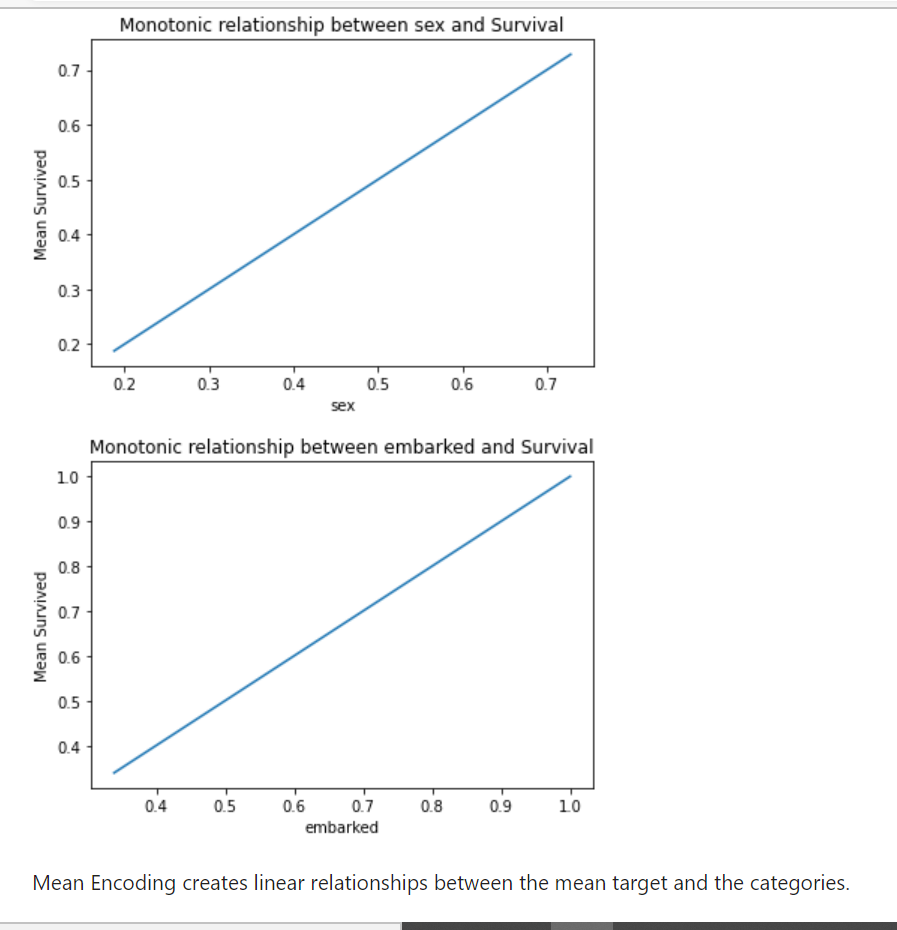 Monotonic relationship between sex and Survival
0.7
0.6
0.5
0.4
0.3
0.2
Mean Survived
0.2 0.3 0.4 0.5 0.6 0.7
sex
Monotonic relationship between embarked and Survival
1.0
0.9
0.8
0.7
0.6
0.5
0.4
Mean Survived
0.4 0.5 0.6 0.7 0.8 0.9 1.0
embarked
Mean Encoding creates linear relationships between the mean target and the categories.